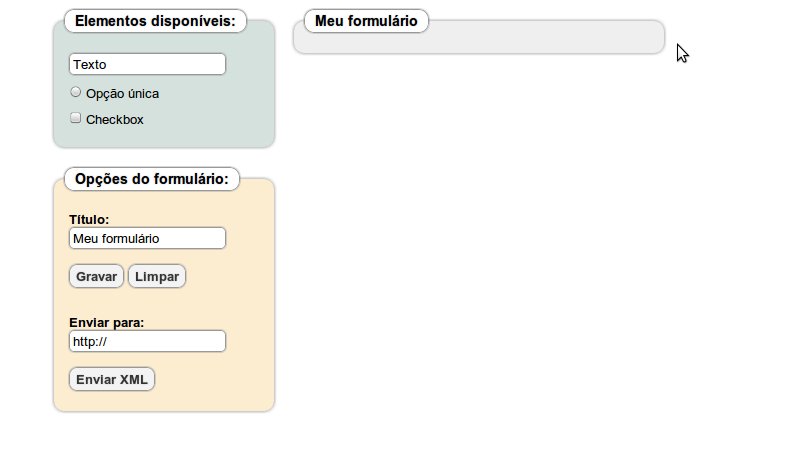 Elementos disponíveis:
Texto
Opção única
Checkbox
Opções do formulário:
Título:
Meu formulário
Gravar Limpar
Enviar para:
http://
Enviar XML
Meu formulário